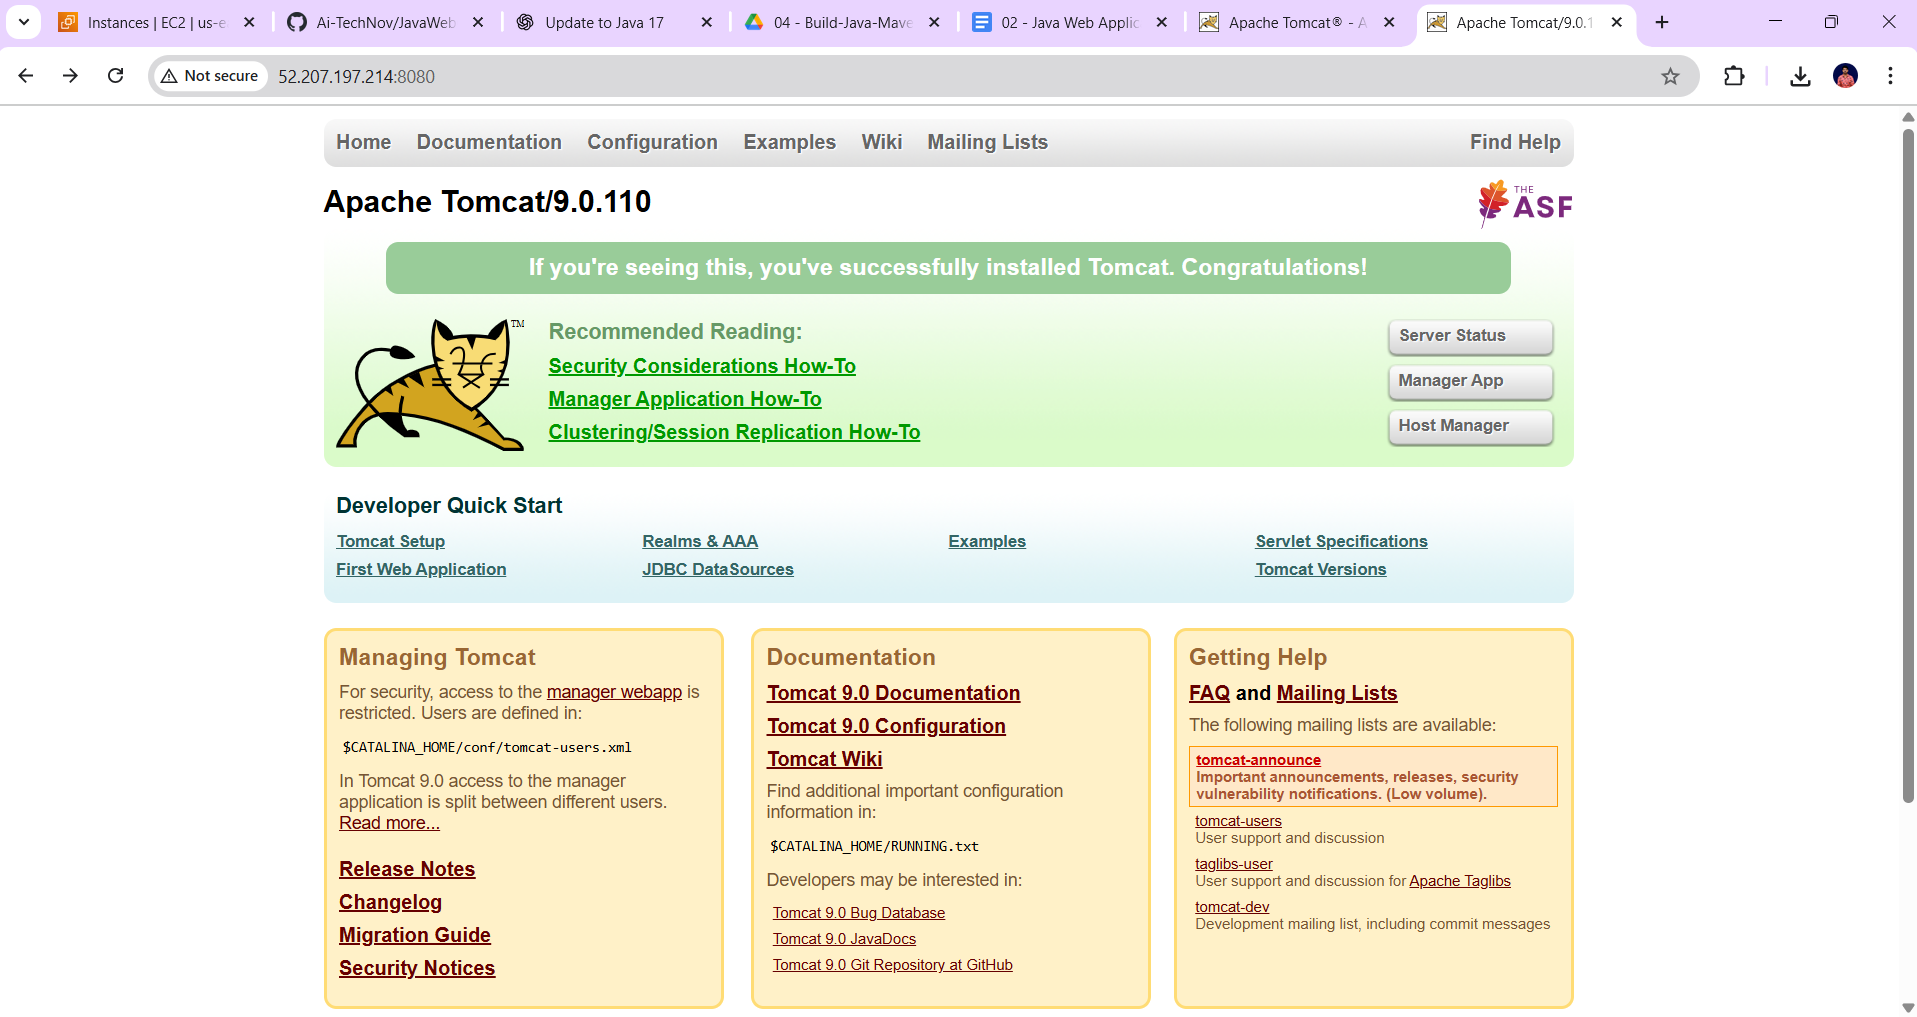 Instances | EC2 | us-e
Ai-TechNov/JavaWeb
Update to Java 17
04 - Build-Java-Mave
02 - Java Web Applic
Apache Tomcat® - A
Apache Tomcat/9.0.1
Not secure
52.207.197.214:8080
Home Documentation Configuration Examples Wiki Mailing Lists Find Help
Apache Tomcat/9.0.110
THE
ASF
If you're seeing this, you've successfully installed Tomcat. Congratulations!
TM
Recommended Reading:
Security Considerations How-To
Manager Application How-To
Clustering/Session Replication How-To
Server Status
Manager App
Host Manager
Developer Quick Start
Tomcat Setup
First Web Application
Realms & AAA
JDBC DataSources
Examples
Servlet Specifications
Tomcat Versions
Managing Tomcat
For security, access to the manager webapp is
restricted. Users are defined in:
$CATALINA_HOME/conf/tomcat-users.xml
In Tomcat 9.0 access to the manager
application is split between different users.
Read more...
Release Notes
Changelog
Migration Guide
Security Notices
Documentation
Tomcat 9.0 Documentation
Tomcat 9.0 Configuration
Tomcat Wiki
Find additional important configuration
information in:
$CATALINA_HOME/RUNNING.txt
Developers may be interested in:
Tomcat 9.0 Bug Database
Tomcat 9.0 JavaDocs
Tomcat 9.0 Git Repository at GitHub
Getting Help
FAQ and Mailing Lists
The following mailing lists are available:
tomcat-announce
Important announcements, releases, security
vulnerability notifications. (Low volume).
tomcat-users
User support and discussion
taglibs-user
User support and discussion for Apache Taglibs
tomcat-dev
Development mailing list, including commit messages